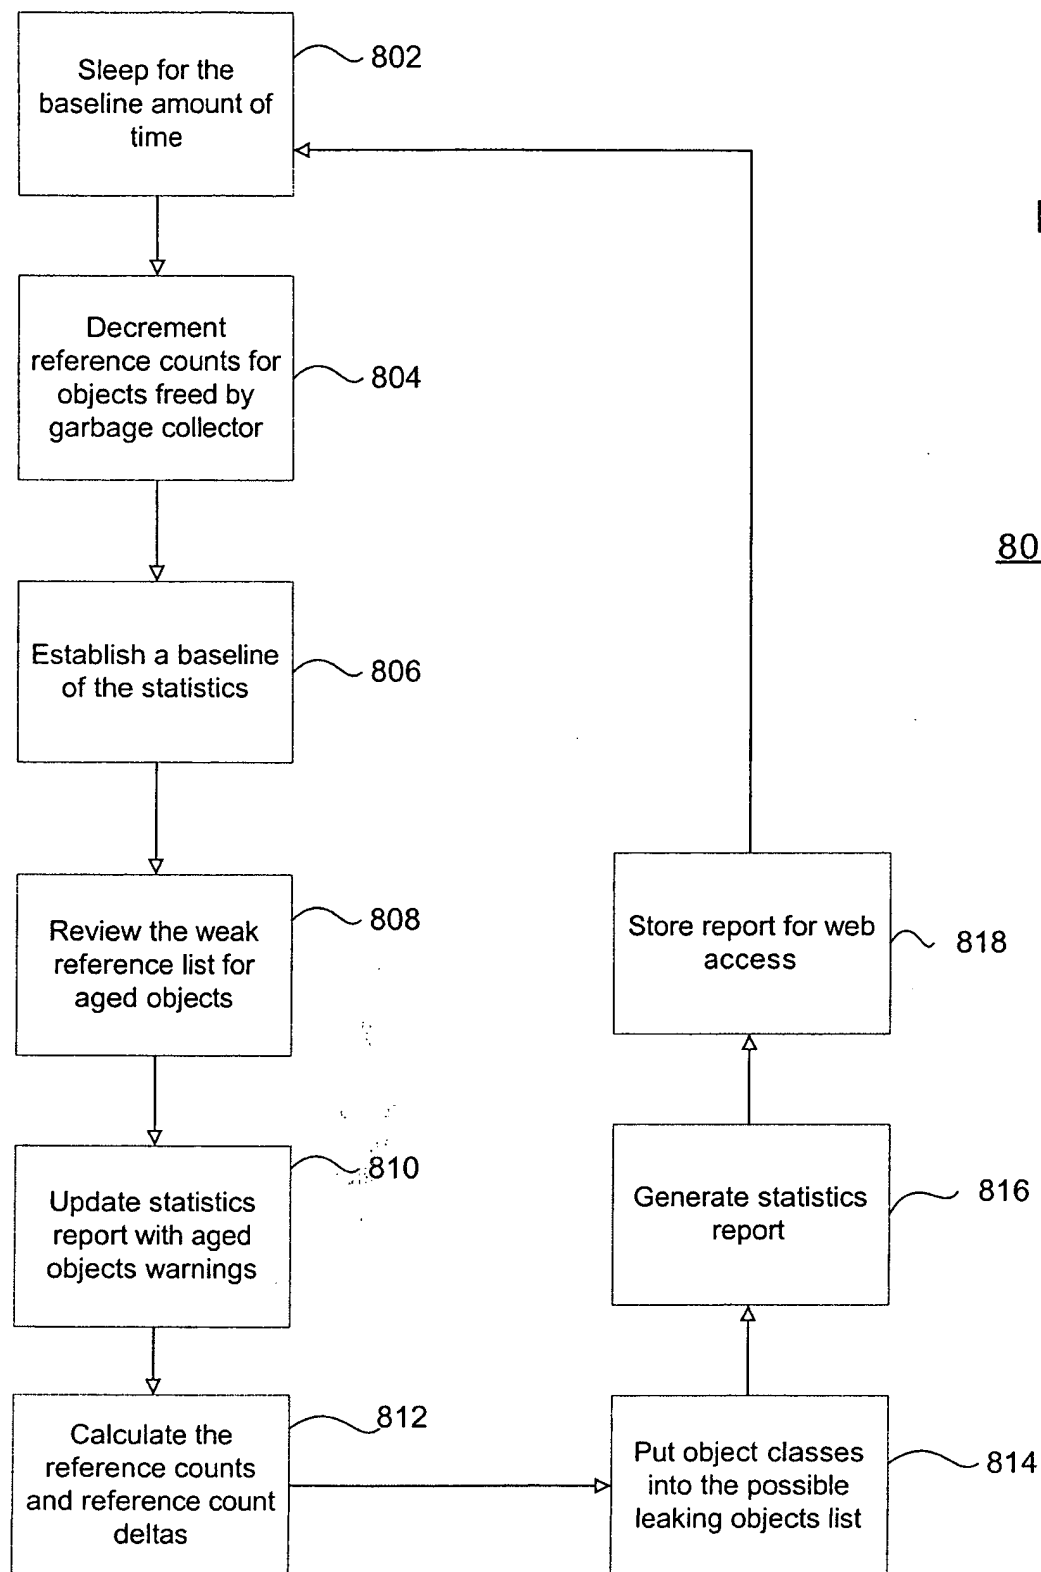 Sleep for the
baseline amount of
time
802
Decrement
reference counts for
objects freed by
garbage collector
804
Establish a baseline
of the statistics
806
Review the weak
reference list for
aged objects
808
Update statistics
report with aged
objects warnings
810
Calculate the
reference counts
and reference count
deltas
812
Put object classes
into the possible
leaking objects list
814
Generate statistics
report
816
Store report for web
access
818
80